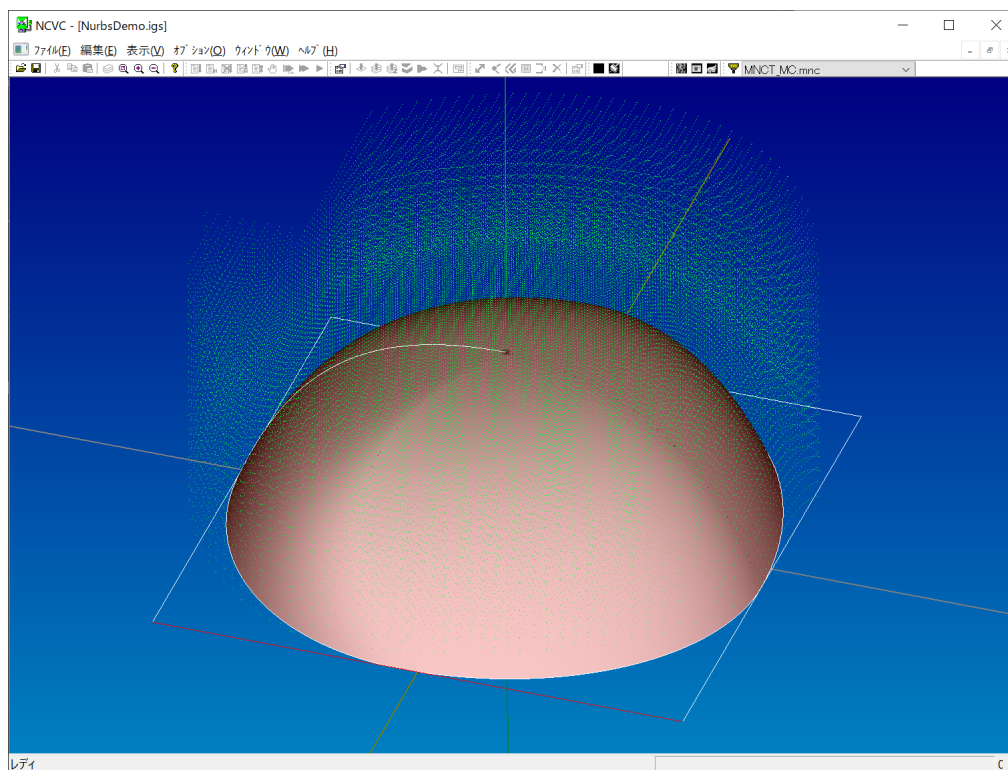 NCVC - [NurbsDemo.igs]
ファイル(F) 編集(E) 表示(V) オプション(O) ウィンドウ(W) ヘルプ(H)
MNCT_MC.mnc
レディ